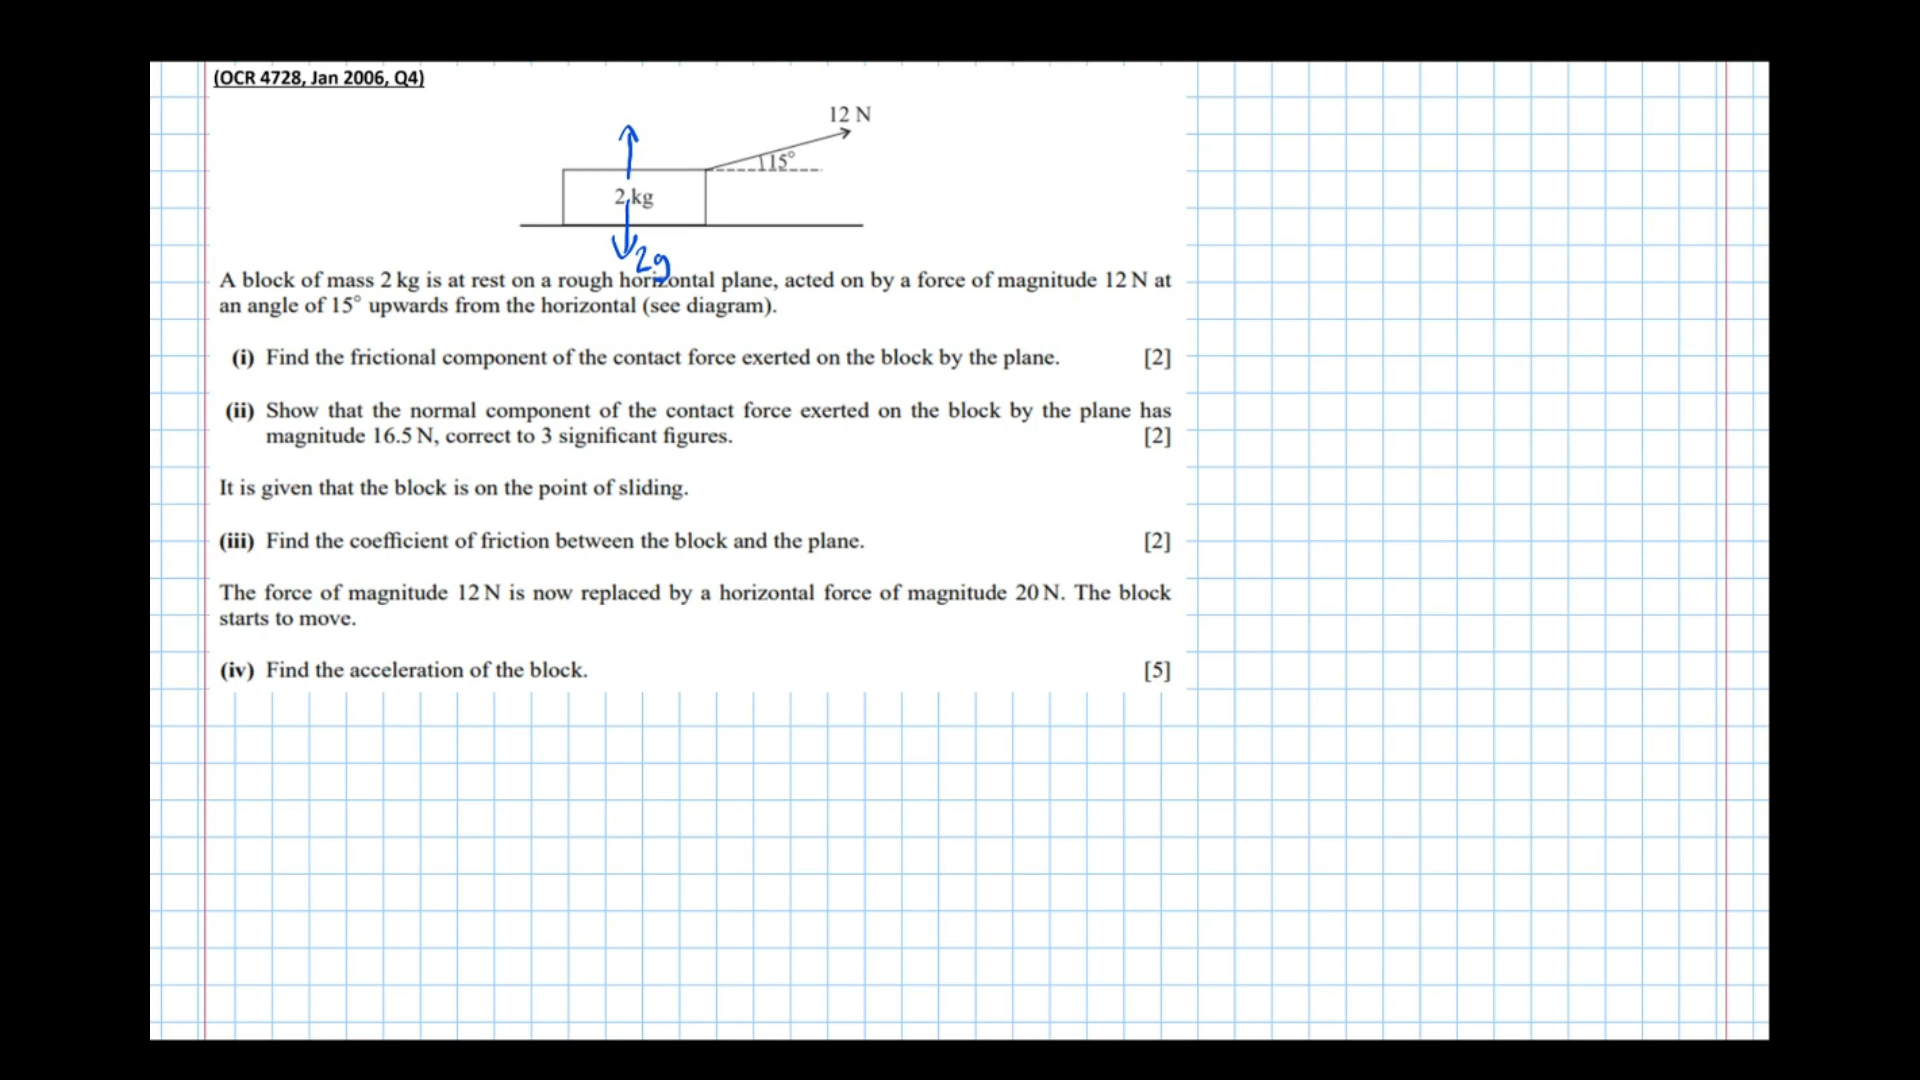 (OCR 4728, Jan 2006, Q4)
12 N
15°
2 kg
2g
A block of mass 2 kg is at rest on a rough horizontal plane, acted on by a force of magnitude 12 N at
an angle of 15° upwards from the horizontal (see diagram).
(i) Find the frictional component of the contact force exerted on the block by the plane. [2]
(ii) Show that the normal component of the contact force exerted on the block by the plane has
magnitude 16.5 N, correct to 3 significant figures. [2]
It is given that the block is on the point of sliding.
(iii) Find the coefficient of friction between the block and the plane. [2]
The force of magnitude 12 N is now replaced by a horizontal force of magnitude 20 N. The block
starts to move.
(iv) Find the acceleration of the block. [5]